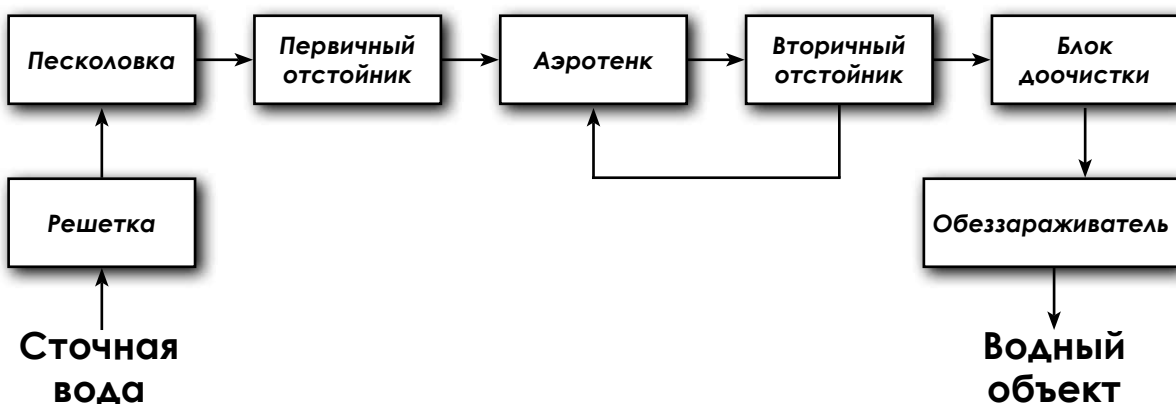 Песколовка
Первичный
отстойник
Аэротенк
Вторичный
отстойник
Блок
доочистки
Решетка
Обеззараживатель
Сточная
вода
Водный
объект